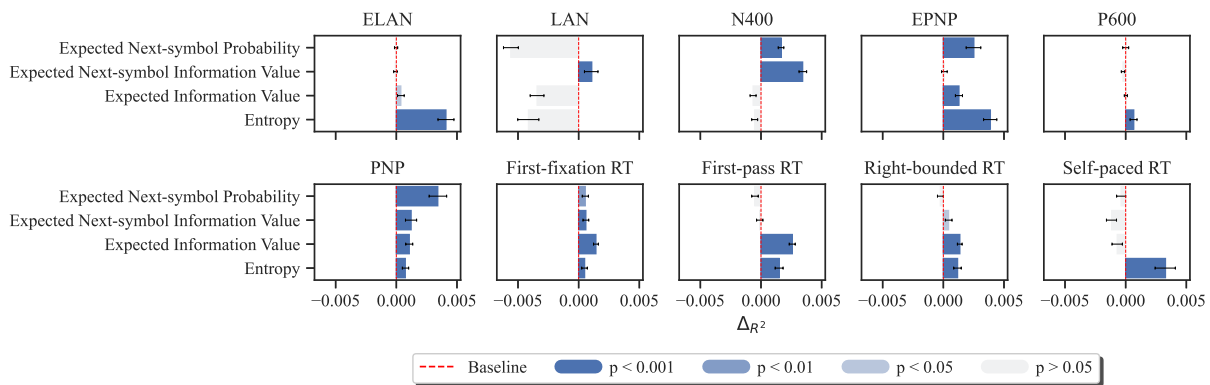 ELAN LAN N400 EPNP P600
Expected Next-symbol Probability
Expected Next-symbol Information Value
Expected Information Value
Entropy
PNP First-fixation RT First-pass RT Right-bounded RT Self-paced RT
Expected Next-symbol Probability
Expected Next-symbol Information Value
Expected Information Value
Entropy
−0.005 0.000 0.005 −0.005 0.000 0.005 −0.005 0.000 0.005 −0.005 0.000 0.005 −0.005 0.000 0.005
Δ_{R^2}
Baseline p < 0.001 p < 0.01 p < 0.05 p > 0.05